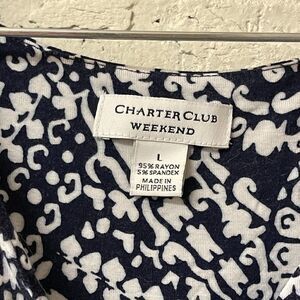 CHARTER CLUB
WEEKEND
L
95% RAYON
5% SPANDEX
MADE IN
PHILIPPINES